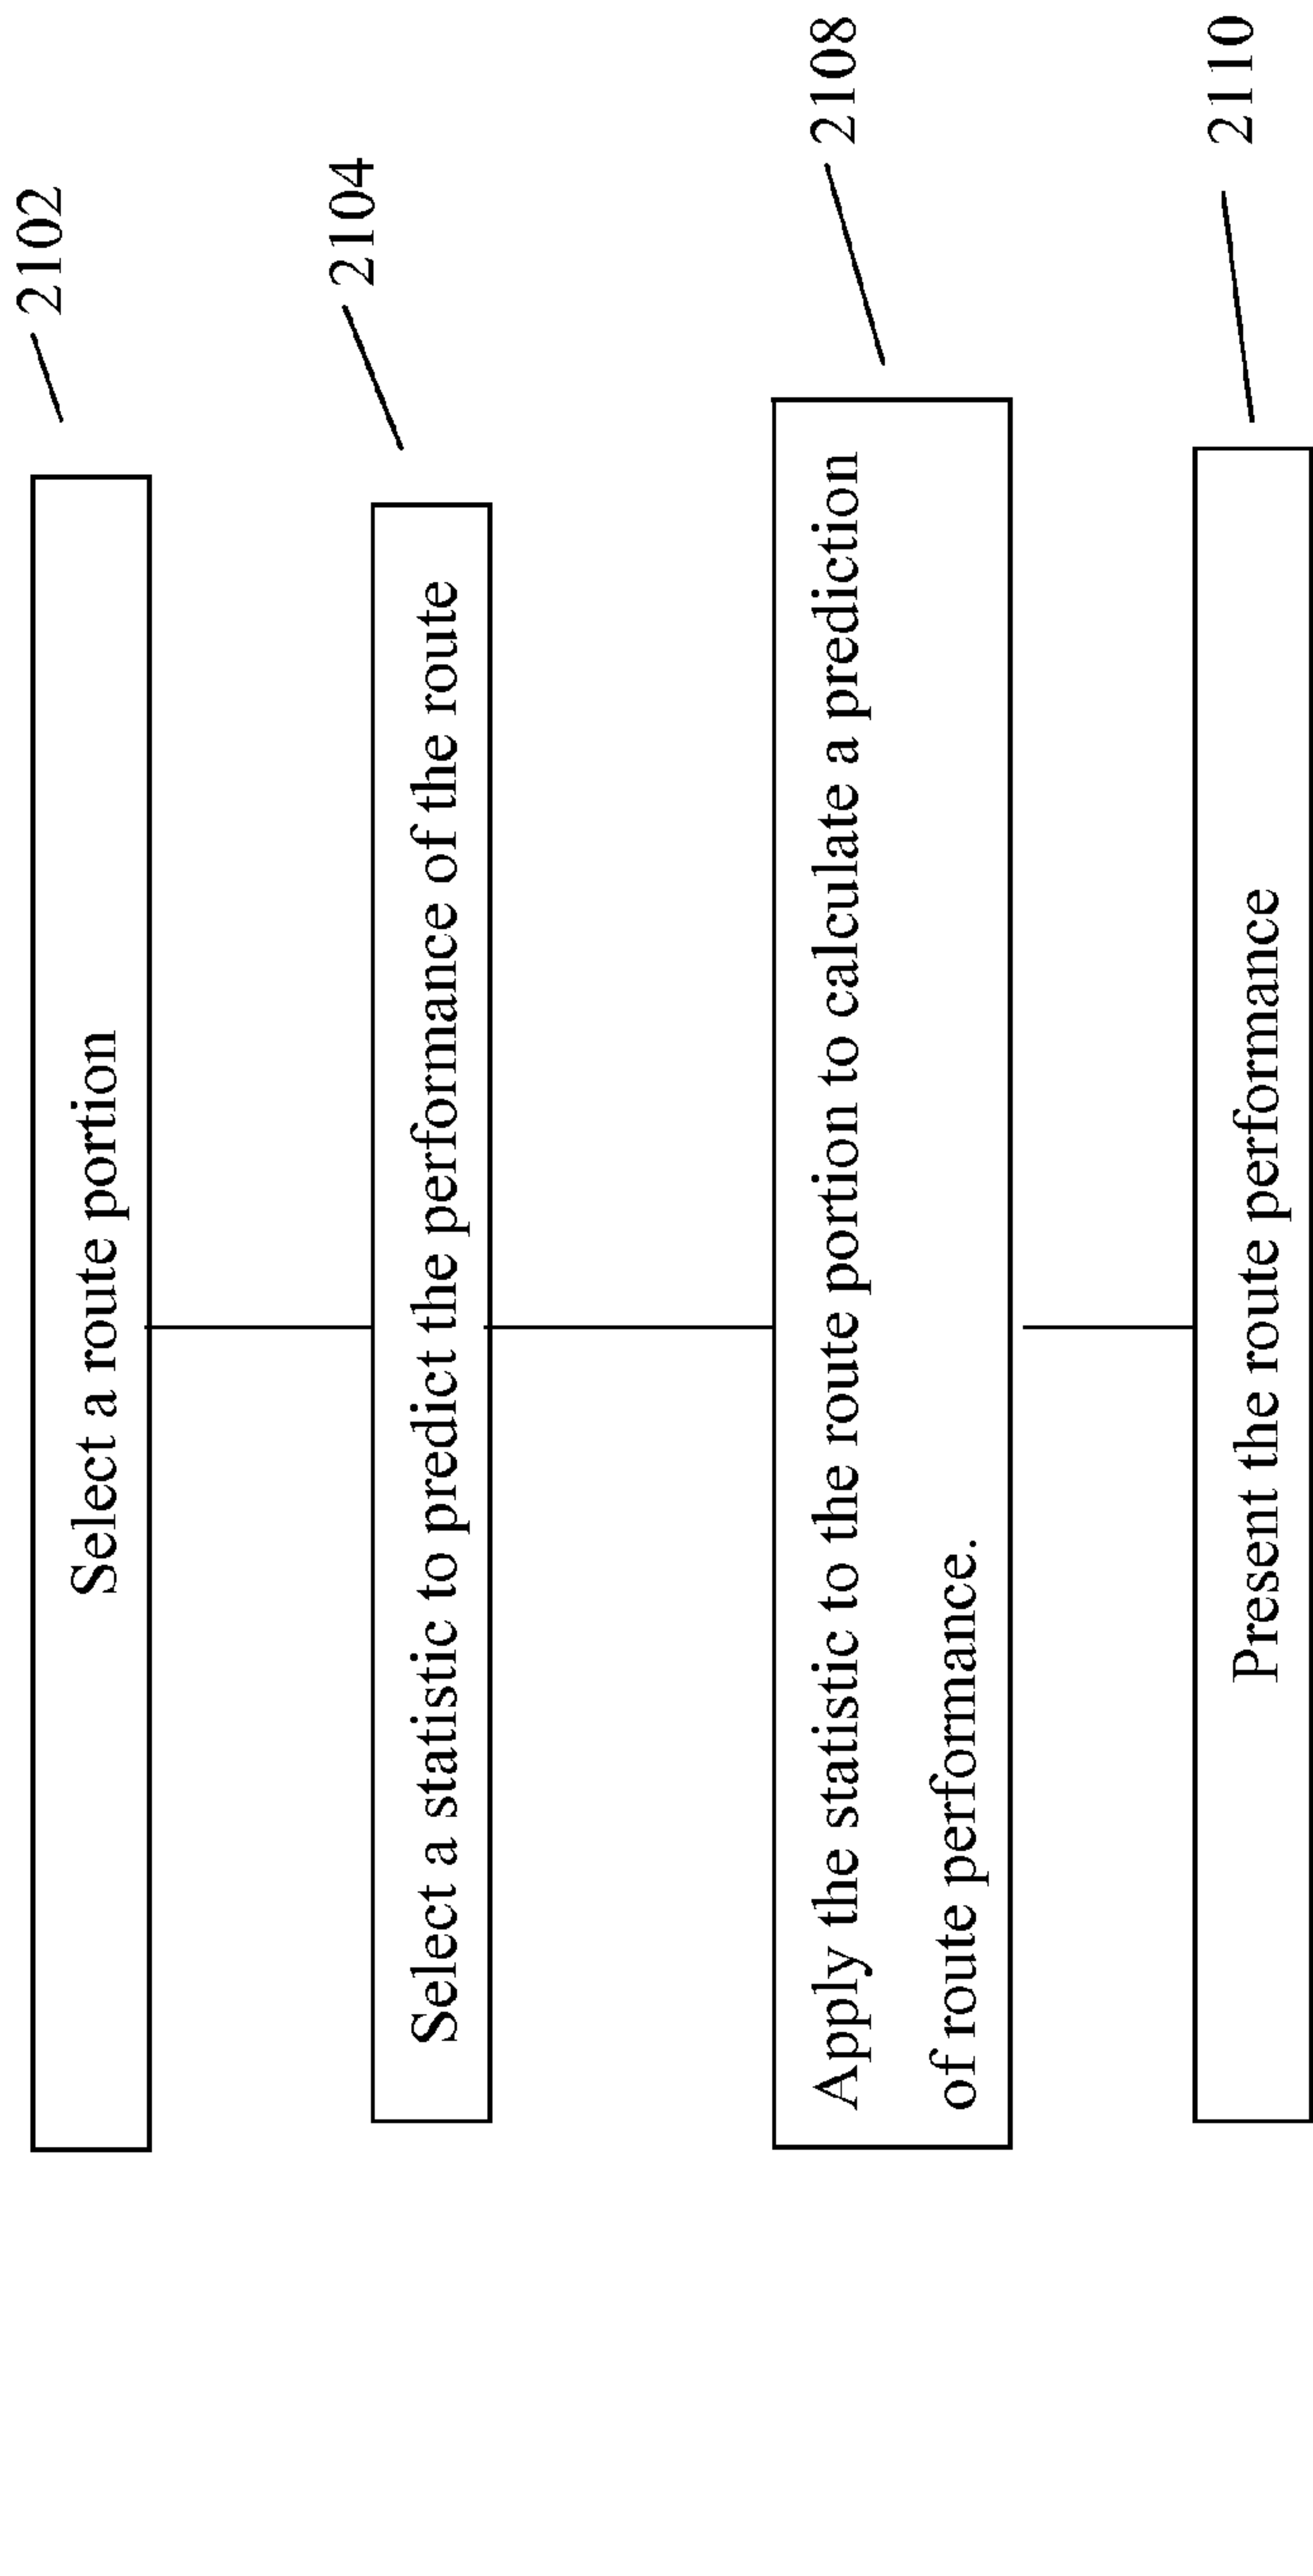 2102
Select a route portion
2104
Select a statistic to predict the performance of the route
2108
Apply the statistic to the route portion to calculate a prediction
of route performance.
2110
Present the route performance